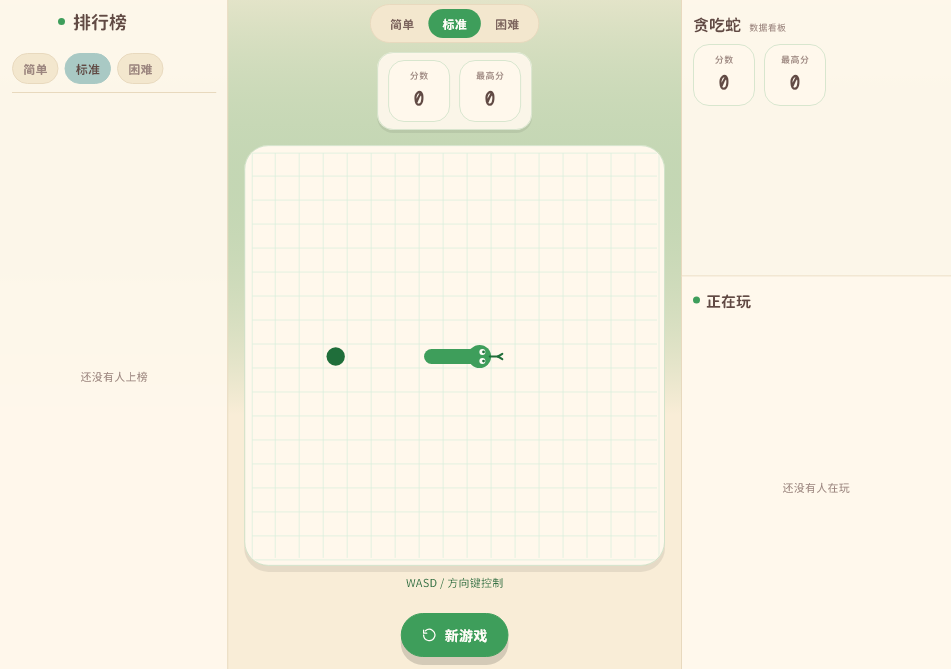 排行榜
简单 标准 困难
还没有人上榜
简单 标准 困难
分数 最高分
0 0
WASD / 方向键控制
新游戏
贪吃蛇 数据看板
分数 最高分
0 0
正在玩
还没有人在玩